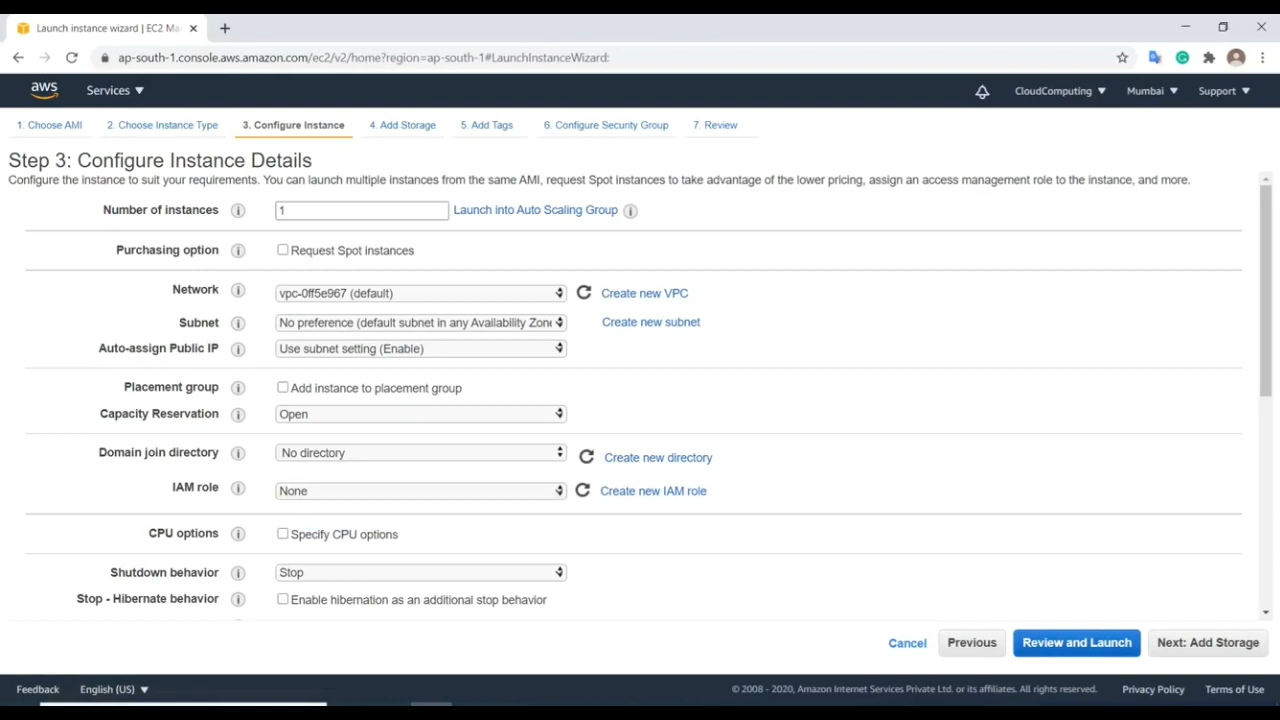 Launch instance wizard | EC2 Ma
ap-south-1.console.aws.amazon.com/ec2/v2/home?region=ap-south-1#LaunchInstanceWizard:
aws Services CloudComputing Mumbai Support
1. Choose AMI 2. Choose Instance Type 3. Configure Instance 4. Add Storage 5. Add Tags 6. Configure Security Group 7. Review
Step 3: Configure Instance Details
Configure the instance to suit your requirements. You can launch multiple instances from the same AMI, request Spot instances to take advantage of the lower pricing, assign an access management role to the instance, and more.
Number of instances 1 Launch into Auto Scaling Group
Purchasing option Request Spot instances
Network vpc-0ff5e967 (default) Create new VPC
Subnet No preference (default subnet in any Availability Zone Create new subnet
Auto-assign Public IP Use subnet setting (Enable)
Placement group Add instance to placement group
Capacity Reservation Open
Domain join directory No directory Create new directory
IAM role None Create new IAM role
CPU options Specify CPU options
Shutdown behavior Stop
Stop - Hibernate behavior Enable hibernation as an additional stop behavior
Cancel Previous Review and Launch Next: Add Storage
Feedback English (US) © 2008 - 2020, Amazon Internet Services Private Ltd. or its affiliates. All rights reserved. Privacy Policy Terms of Use